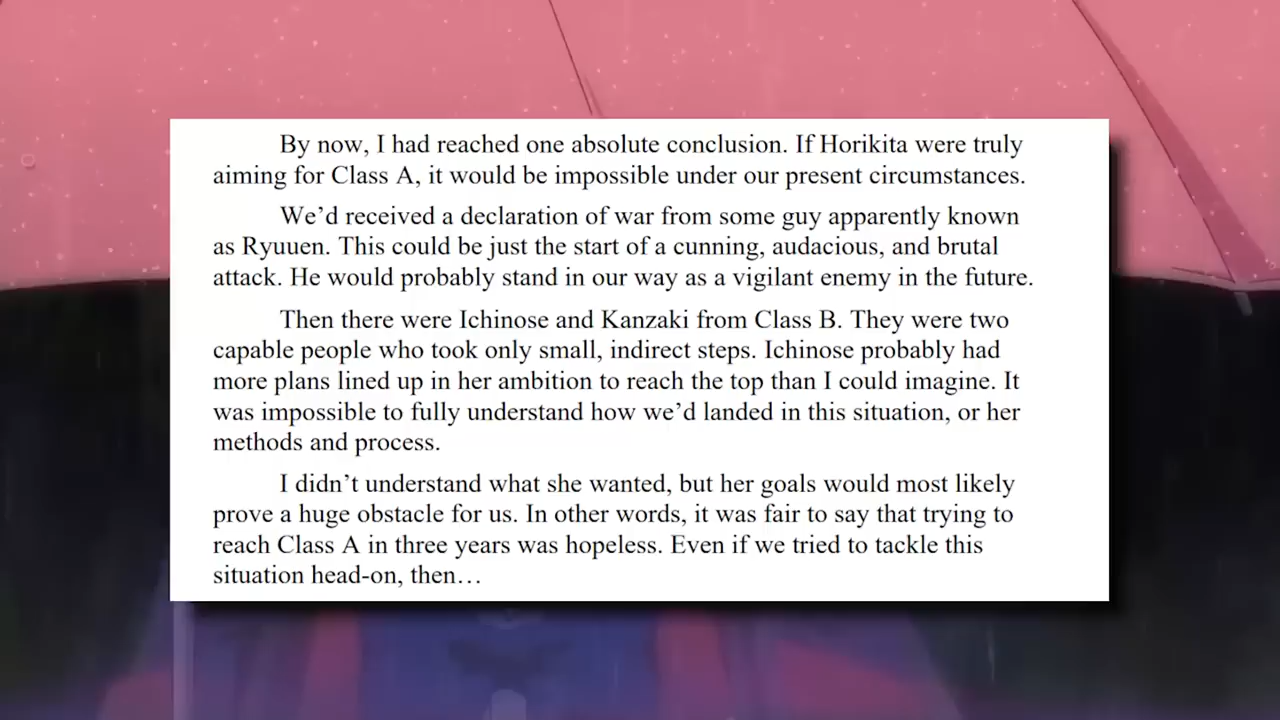 By now, I had reached one absolute conclusion. If Horikita were truly
aiming for Class A, it would be impossible under our present circumstances.
We’d received a declaration of war from some guy apparently known
as Ryuuen. This could be just the start of a cunning, audacious, and brutal
attack. He would probably stand in our way as a vigilant enemy in the future.
Then there were Ichinose and Kanzaki from Class B. They were two
capable people who took only small, indirect steps. Ichinose probably had
more plans lined up in her ambition to reach the top than I could imagine. It
was impossible to fully understand how we’d landed in this situation, or her
methods and process.
I didn’t understand what she wanted, but her goals would most likely
prove a huge obstacle for us. In other words, it was fair to say that trying to
reach Class A in three years was hopeless. Even if we tried to tackle this
situation head-on, then…